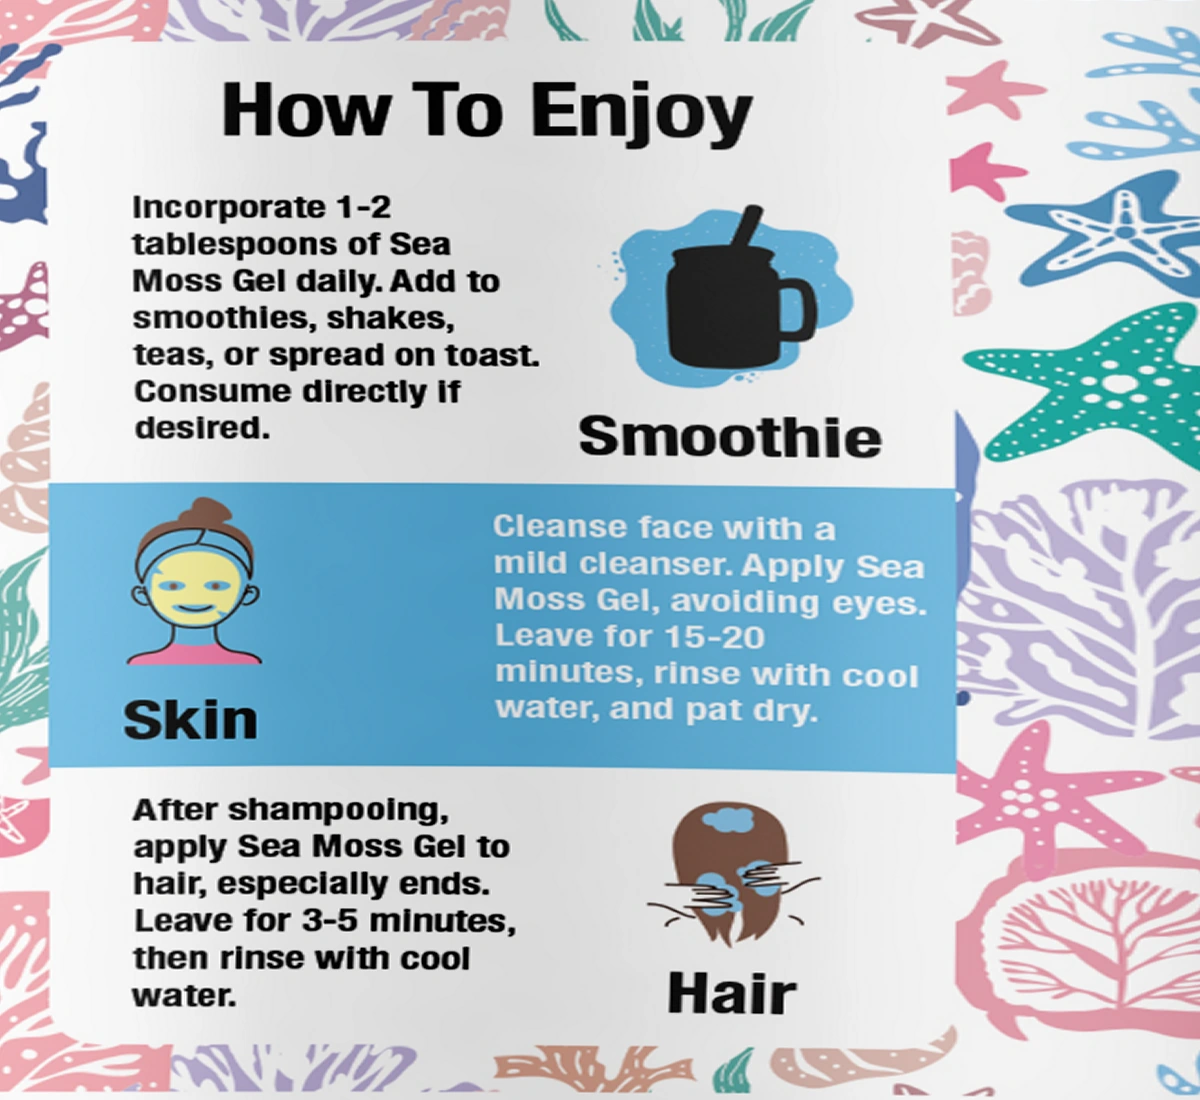 How To Enjoy
Incorporate 1-2
tablespoons of Sea
Moss Gel daily. Add to
smoothies, shakes,
teas, or spread on toast.
Consume directly if
desired.
Smoothie
Cleanse face with a
mild cleanser. Apply Sea
Moss Gel, avoiding eyes.
Leave for 15-20
minutes, rinse with cool
water, and pat dry.
Skin
After shampooing,
apply Sea Moss Gel to
hair, especially ends.
Leave for 3-5 minutes,
then rinse with cool
water.
Hair